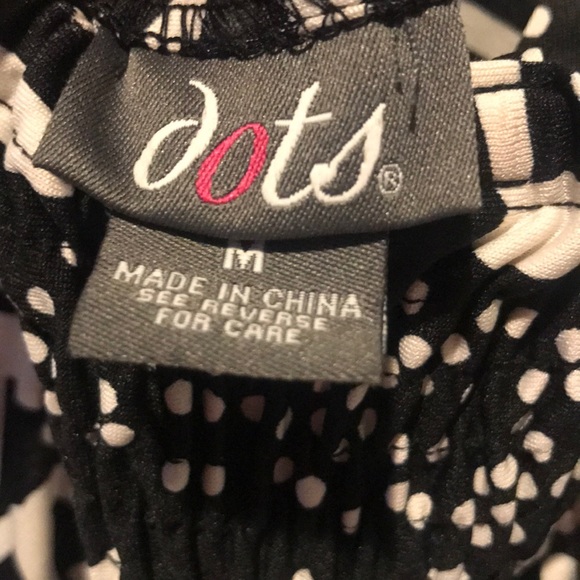 dots®
M
MADE IN CHINA
SEE REVERSE
FOR CARE